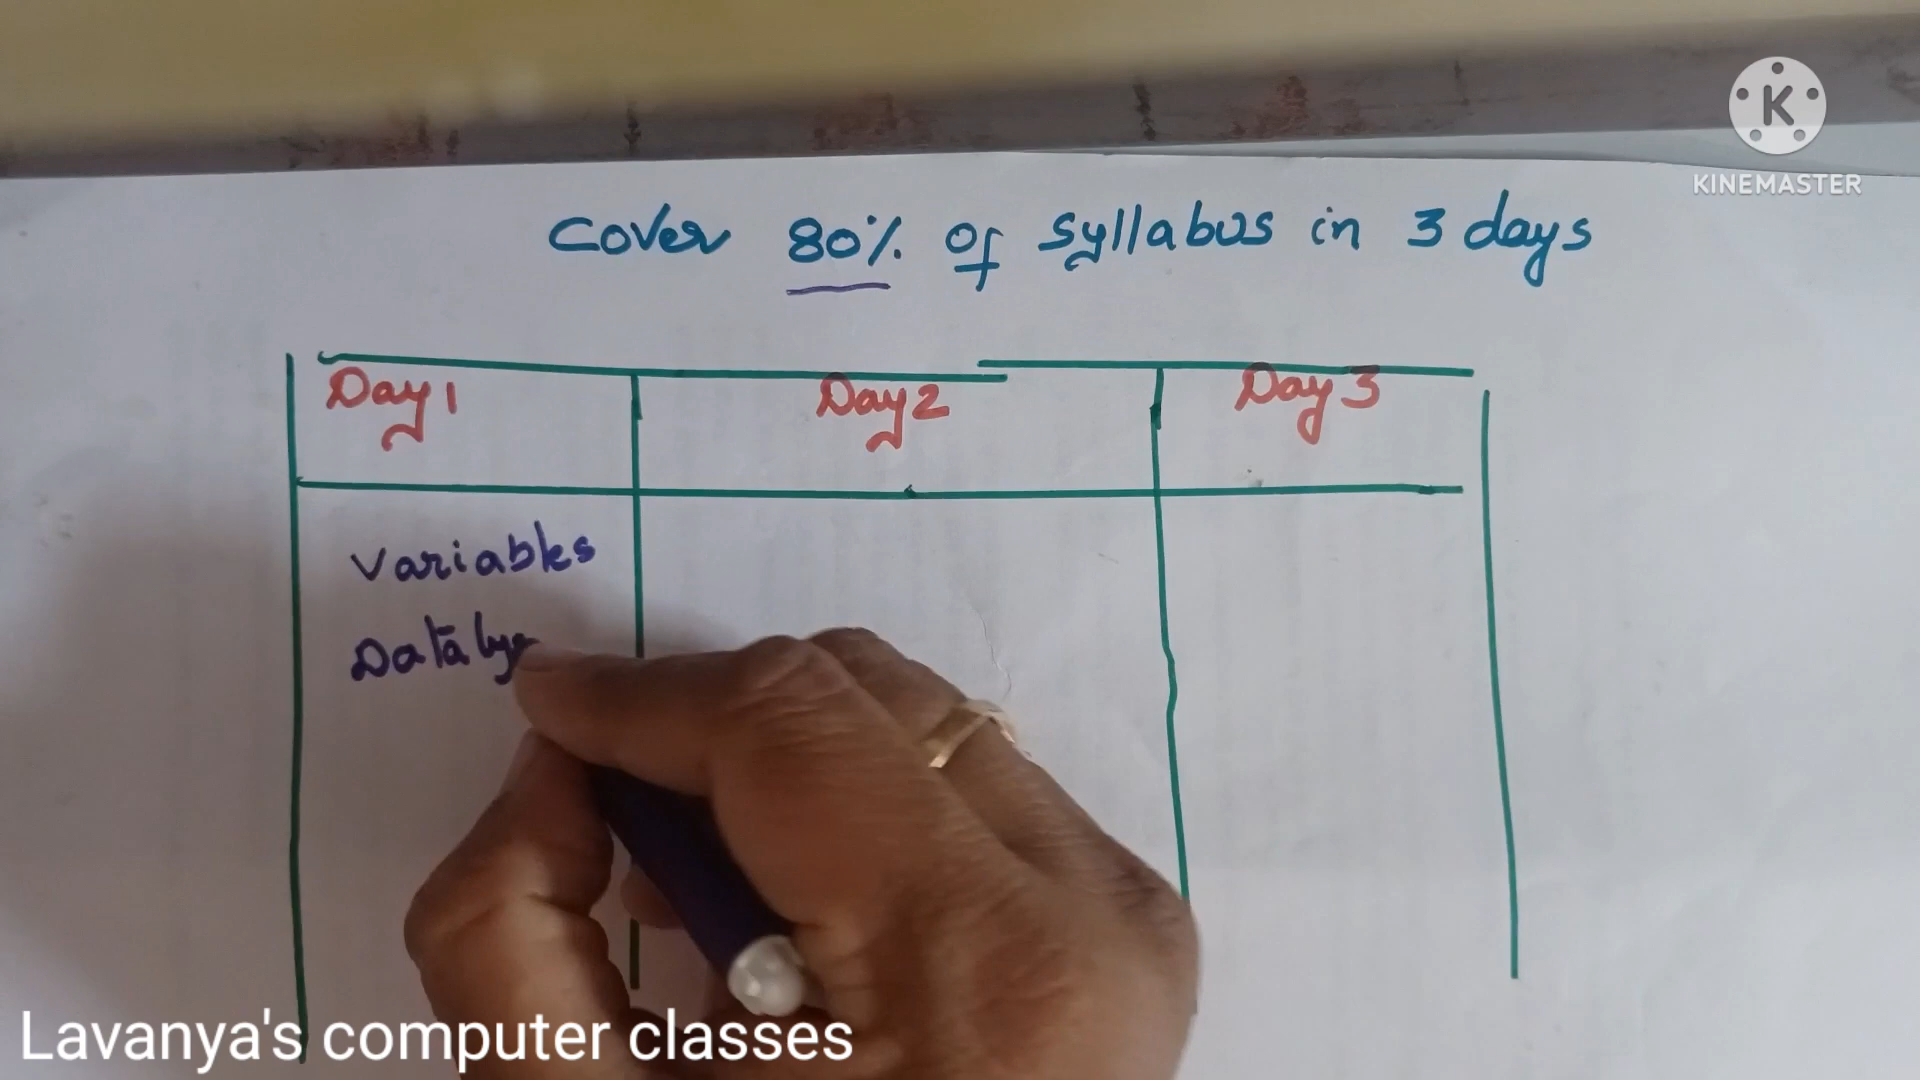 K
KINEMASTER
Cover 80% of syllabus in 3 days
Day 1 Day 2 Day 3
Variables
Lavanya's computer classes